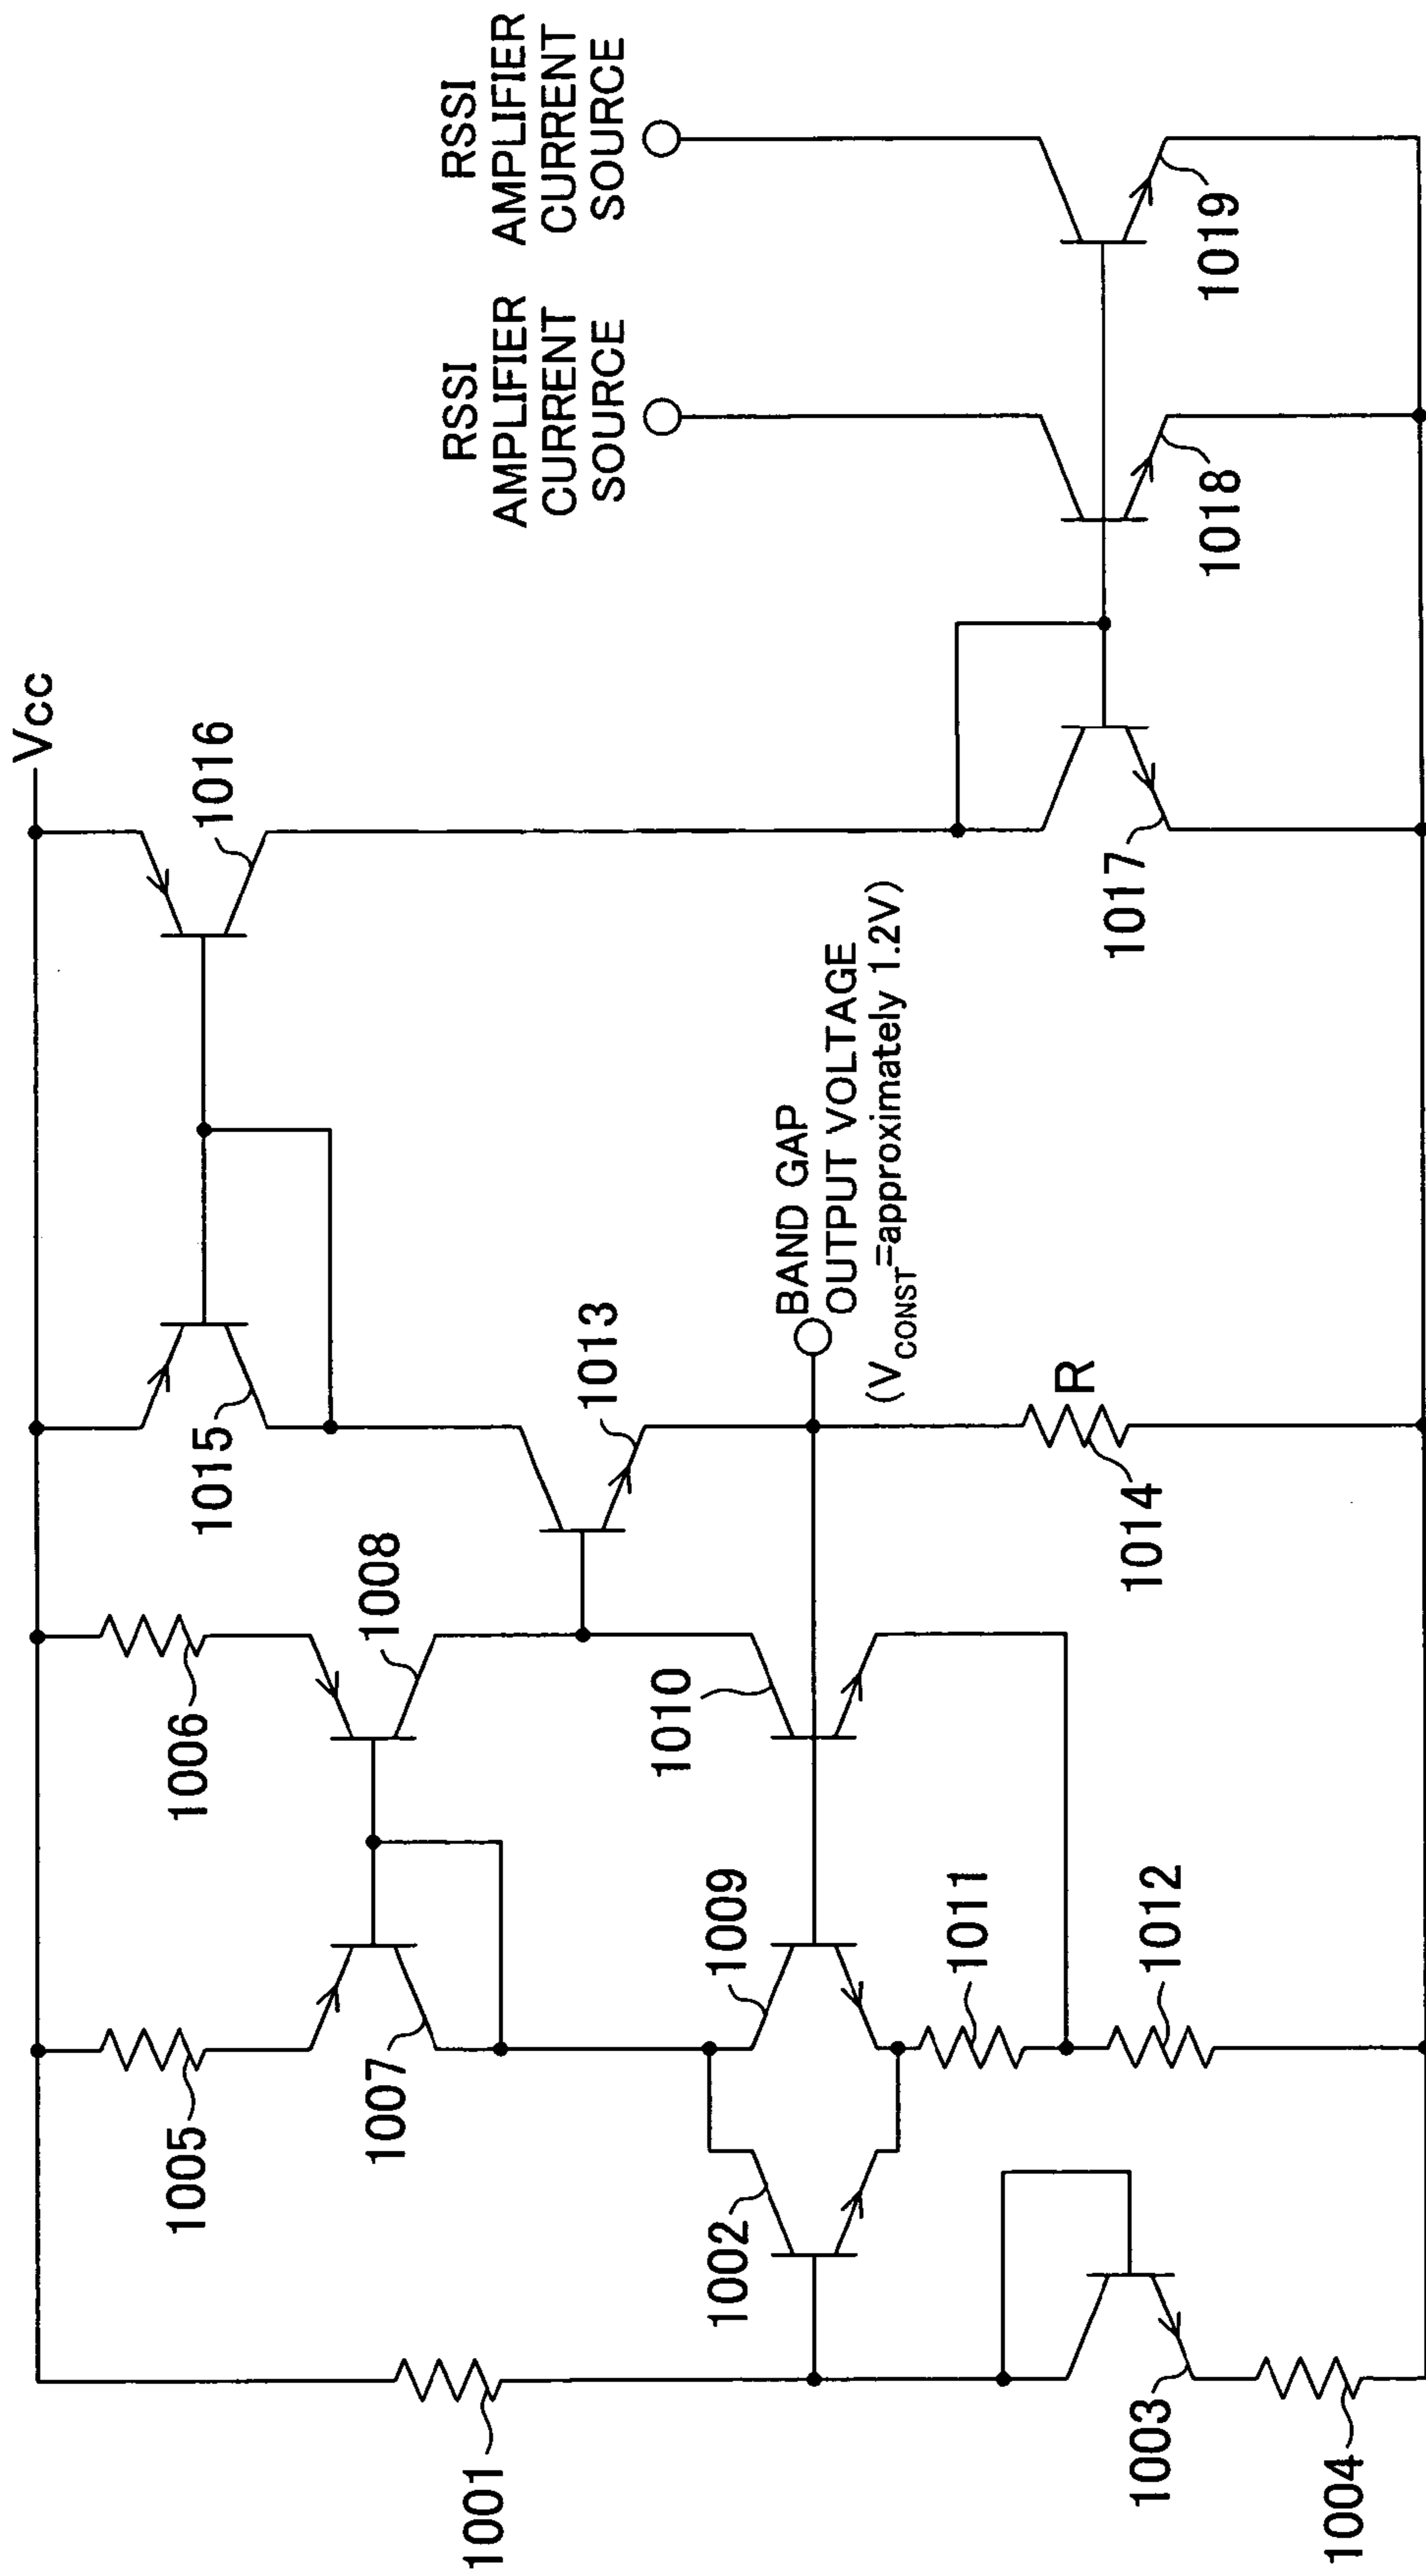 Vcc
RSSI
AMPLIFIER
CURRENT
SOURCE
RSSI
AMPLIFIER
CURRENT
SOURCE
1001
1005
1006
1015
1016
1007
1008
1013
1002
1009
1010
BAND GAP
OUTPUT VOLTAGE
(VCONST=approximately 1.2V)
1003
1004
1011
1012
1014
R
1017
1018
1019